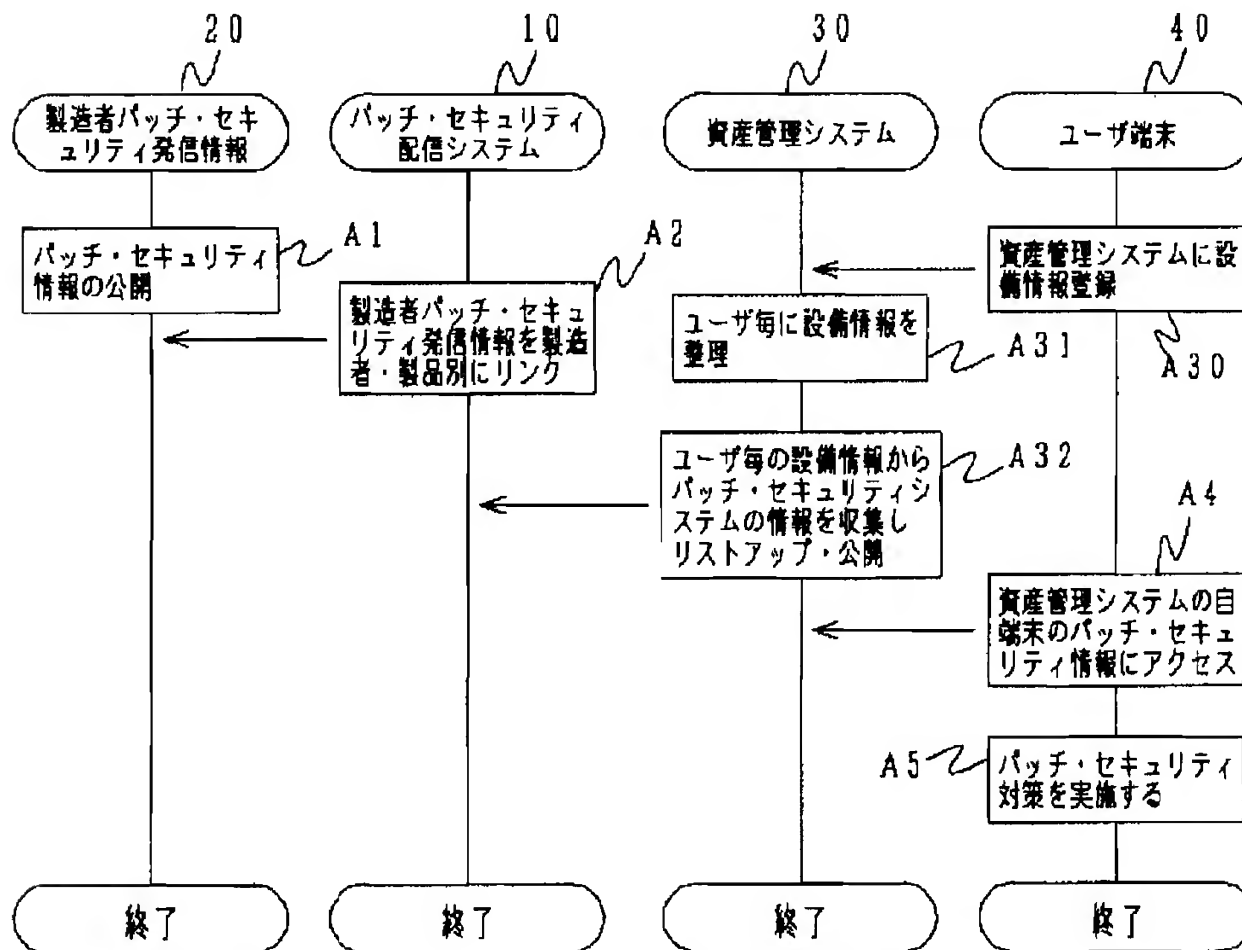 20
10
30
40
製造者パッチ・セキ
ュリティ発信情報
パッチ・セキュリティ
配信システム
資産管理システム
ユーザ端末
A1
パッチ・セキュリティ
情報の公開
A2
製造者パッチ・セキュ
リティ発信情報を製造
者・製品別にリンク
資産管理システムに設
備情報登録
A30
ユーザ毎に設備情報を
整理
A31
ユーザ毎の設備情報から
パッチ・セキュリティシ
ステムの情報を収集し
リストアップ・公開
A32
A4
資産管理システムの自
端末のパッチ・セキュ
リティ情報にアクセス
A5
パッチ・セキュリティ
対策を実施する
終了
終了
終了
終了